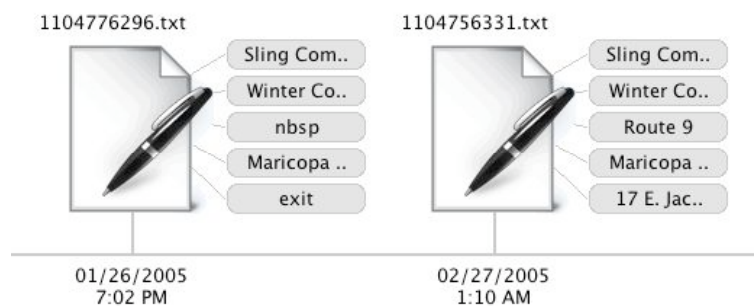 1104776296.txt
Sling Com..
Winter Co..
nbsp
Maricopa ..
exit
01/26/2005
7:02 PM
1104756331.txt
Sling Com..
Winter Co..
Route 9
Maricopa ..
17 E. Jac..
02/27/2005
1:10 AM